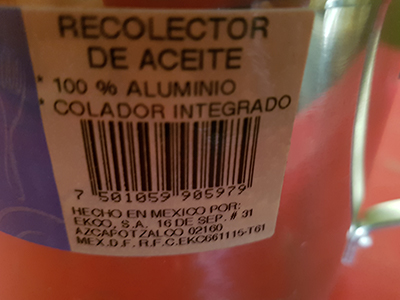 RECOLECTOR
DE ACEITE
· 100 % ALUMINIO
· COLADOR INTEGRADO
7 501059 905979
HECHO EN MEXICO POR:
EKCO, S.A. 16 DE SEP. # 31
AZCAPOTZALCO 02160
MEX.D.F. R.F.C.EKC661115-T61